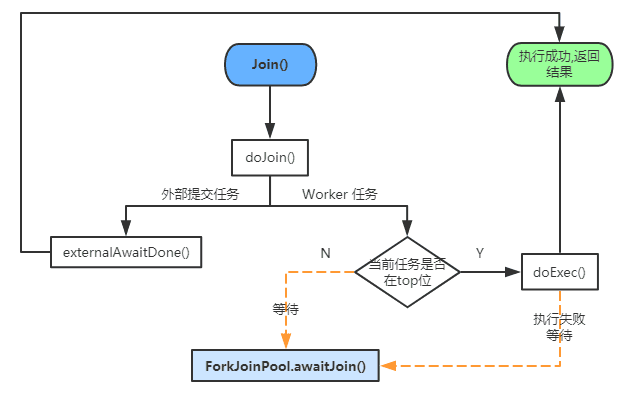 Join()
执行成功,返回
结果
doJoin()
外部提交任务
Worker 任务
externalAwaitDone()
N
当前任务是否
在top位
Y
doExec()
等待
执行失败
等待
ForkJoinPool.awaitJoin()